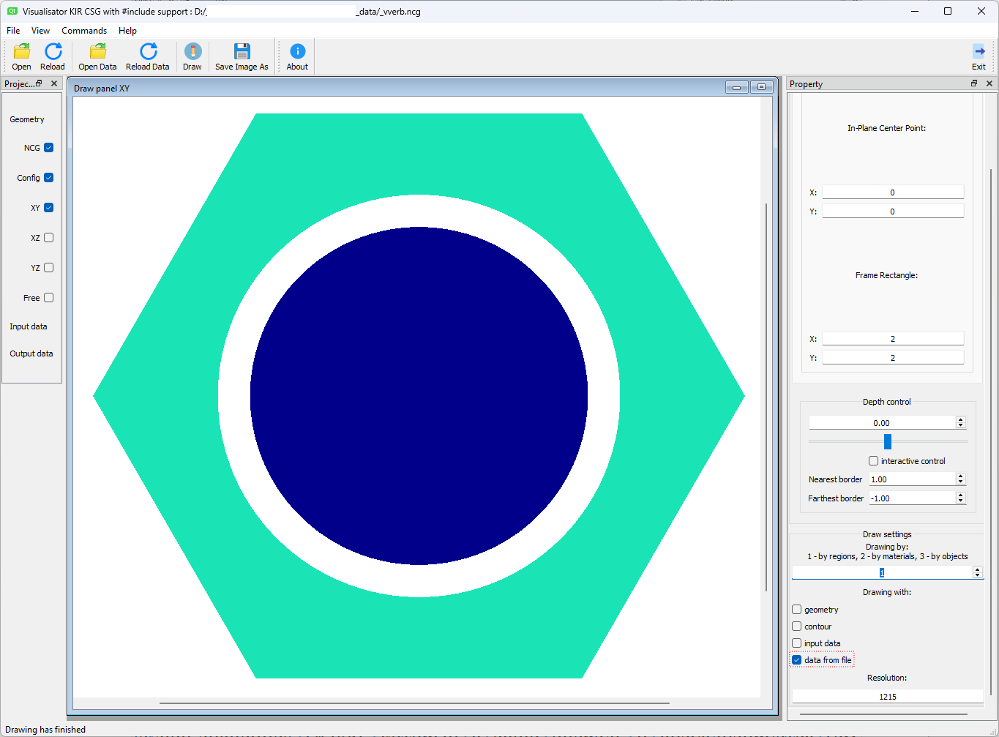 Visualisator KIR CSG with #include support : D:/ _data/_vverb.ncg
File View Commands Help
Open Reload Open Data Reload Data Draw Save Image As About Exit
Projec...
Geometry
NCG
Config
XY
XZ
YZ
Free
Input data
Output data
Draw panel XY
Property
In-Plane Center Point:
X: 0
Y: 0
Frame Rectangle:
X: 2
Y: 2
Depth control
0.00
interactive control
Nearest border 1.00
Farthest border -1.00
Draw settings
Drawing by:
1 - by regions, 2 - by materials, 3 - by objects
1
Drawing with:
geometry
contour
input data
data from file
Resolution:
1215
Drawing has finished